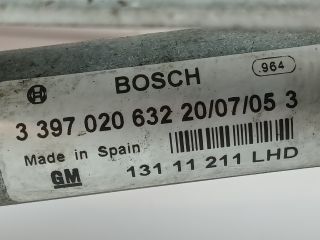 BOSCH 964
3 397 020 632 20/07/05 3
Made in Spain
GM 131 11 211 LHD